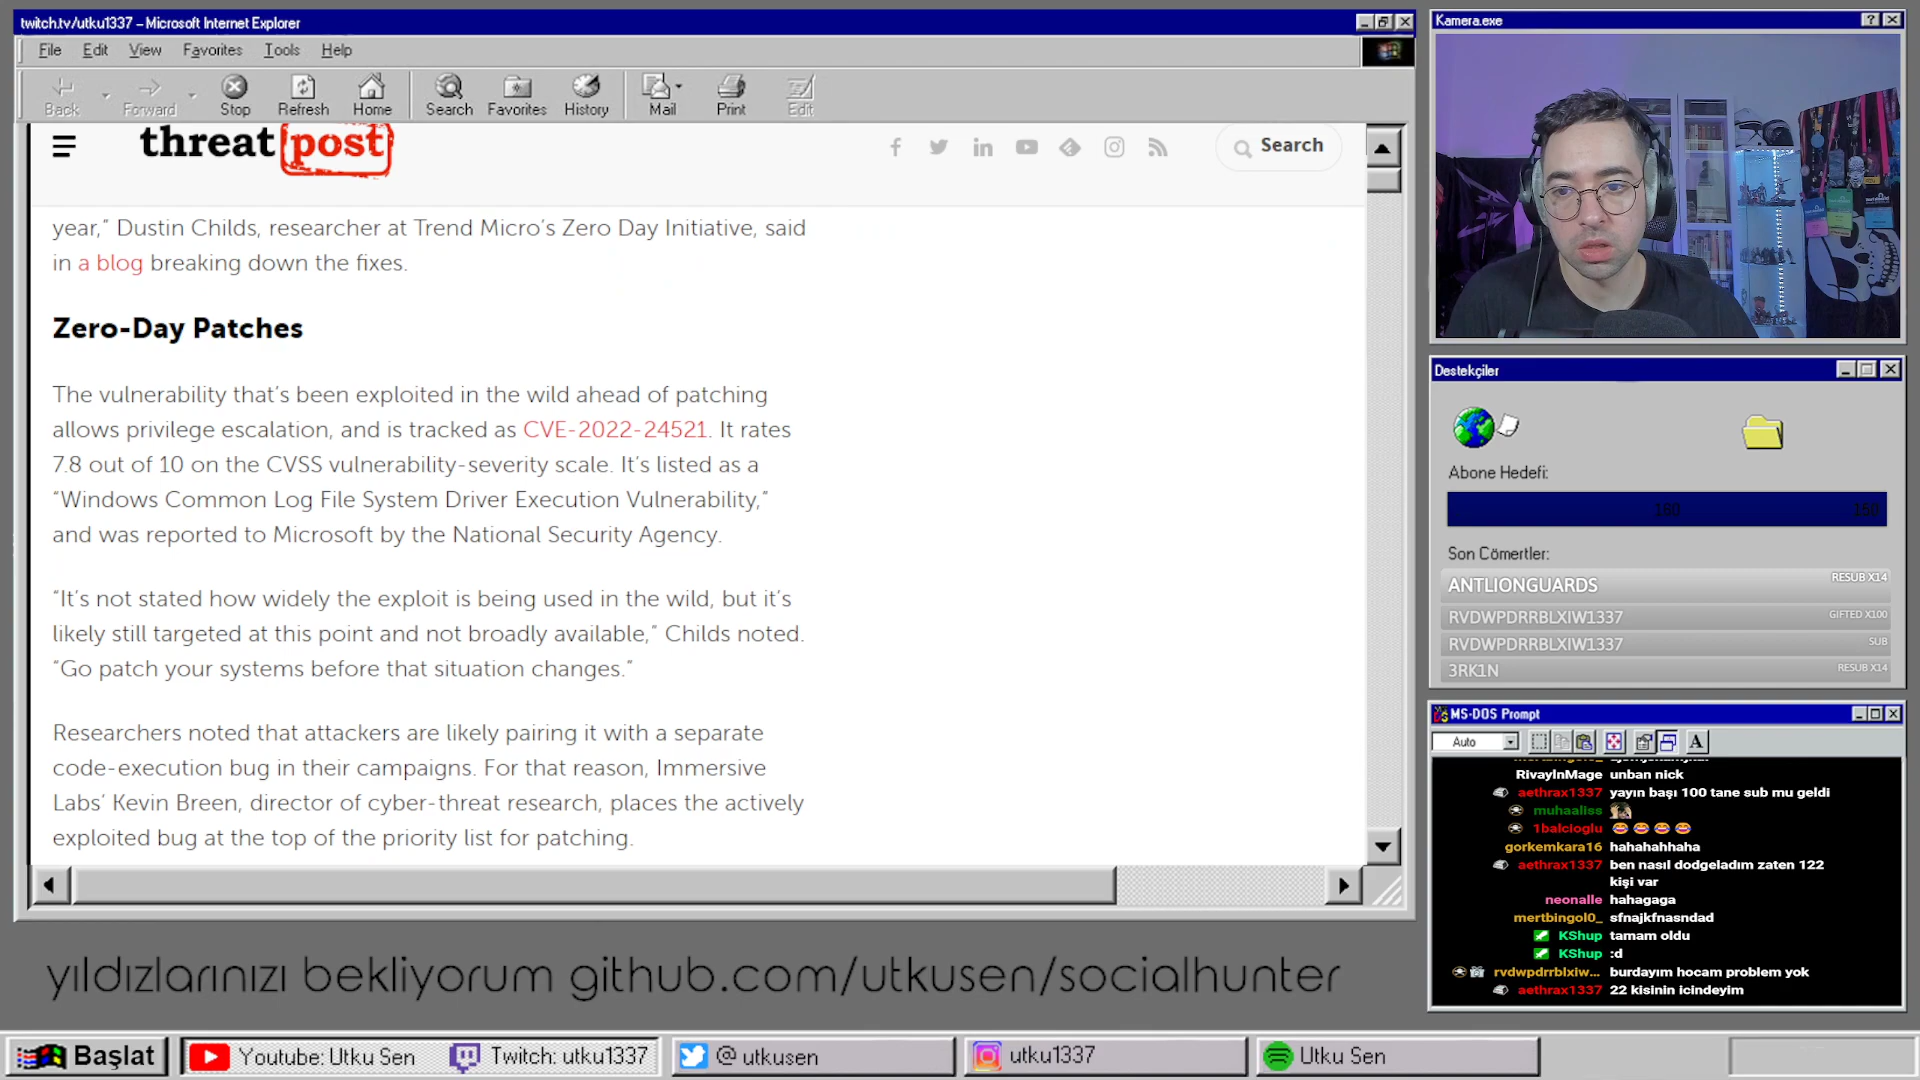 twitch.tv/utku1337 – Microsoft Internet Explorer
File Edit View Favorites Tools Help
Back Forward Stop Refresh Home Search Favorites History Mail Print Edit
threat post
Search
year,” Dustin Childs, researcher at Trend Micro’s Zero Day Initiative, said
in a blog breaking down the fixes.
Zero-Day Patches
The vulnerability that’s been exploited in the wild ahead of patching
allows privilege escalation, and is tracked as CVE-2022-24521. It rates
7.8 out of 10 on the CVSS vulnerability-severity scale. It’s listed as a
“Windows Common Log File System Driver Execution Vulnerability,”
and was reported to Microsoft by the National Security Agency.
“It’s not stated how widely the exploit is being used in the wild, but it’s
likely still targeted at this point and not broadly available,” Childs noted.
“Go patch your systems before that situation changes.”
Researchers noted that attackers are likely pairing it with a separate
code-execution bug in their campaigns. For that reason, Immersive
Labs’ Kevin Breen, director of cyber-threat research, places the actively
exploited bug at the top of the priority list for patching.
Kamera.exe
Destekçiler
Abone Hedefi:
180 150
Son Cömertler:
ANTLIONGUARDS RESUB X14
RVDWPDRRBLXIW1337 GIFTED X100
RVDWPDRRBLXIW1337 SUB
3RK1N RESUB X14
MS-DOS Prompt
Auto
A
RivayInMage unban nick
aethrax1337 yayın başı 100 tane sub mu geldi
muhaaliss
1balcioglu
gorkemkara16 hahahahhaha
aethrax1337 ben nasıl dodgeladım zaten 122
kişi var
neonalle hahagaga
mertbingol0_ sfnajkfnasndad
KShup tamam oldu
KShup :d
rvdwpdrrblxiw... burdayım hocam problem yok
aethrax1337 22 kisinin icindeyim
yıldızlarınızı bekliyorum github.com/utkusen/socialhunter
Başlat
Youtube: Utku Sen
Twitch: utku1337
@utkusen
utku1337
Utku Sen